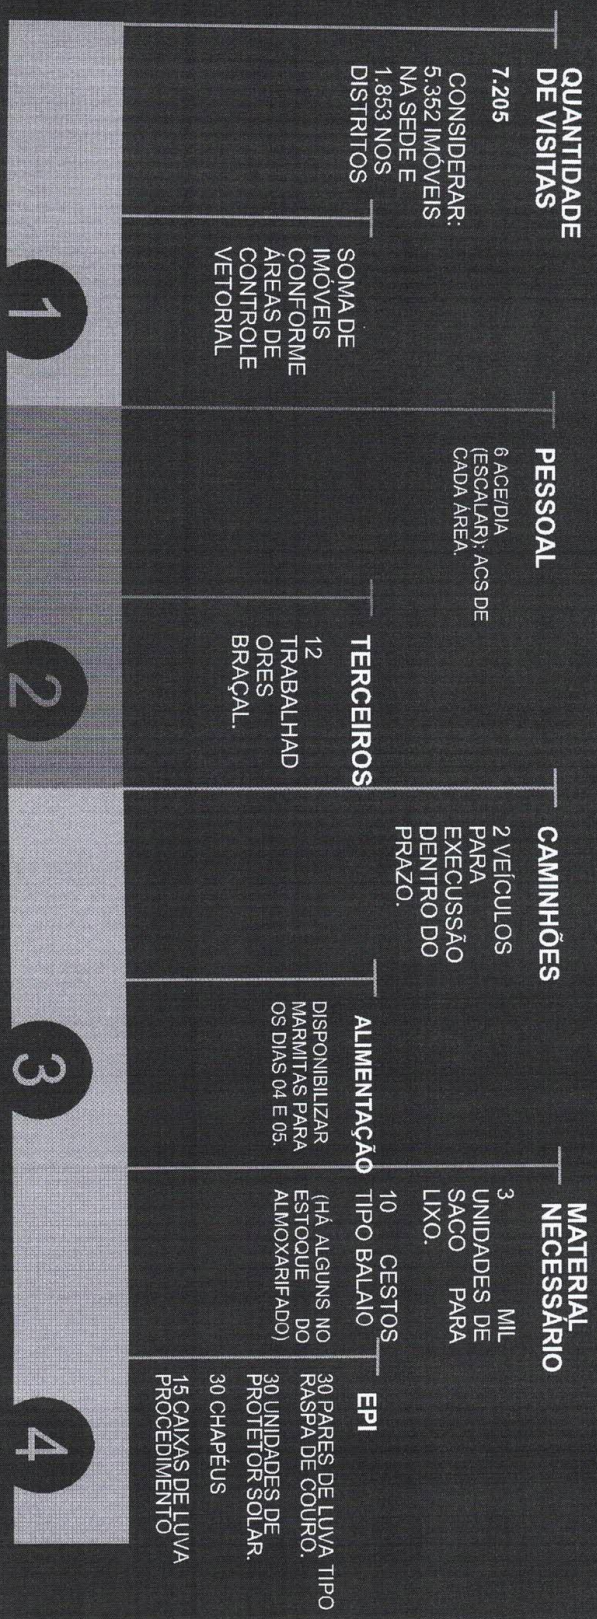 QUANTIDADE
DE VISITAS
7.205
CONSIDERAR:
5.352 IMÓVEIS
NA SEDE E
1.853 NOS
DISTRITOS
SOMA DE
IMÓVEIS
CONFORME
ÁREAS DE
CONTROLE
VETORIAL
1
PESSOAL
6 ACE/DIA
(ESCALAR); ACS DE
CADA ÁREA.
TERCEIROS
12
TRABALHAD
ORES
BRAÇAL.
2
CAMINHÕES
2 VEÍCULOS
PARA
EXECUSSÃO
DENTRO DO
PRAZO.
ALIMENTAÇÃO
DISPONIBILIZAR
MARMITAS PARA
OS DIAS 04 E 05.
3
MATERIAL
NECESSÁRIO
3 MIL
UNIDADES DE
SACO PARA
LIXO.
10 CESTOS
TIPO BALAIO
(HÁ ALGUNS NO
ESTOQUE DO
ALMOXARIFADO)
EPI
30 PARES DE LUVA TIPO
RASPA DE COURO.
30 UNIDADES DE
PROTETOR SOLAR.
30 CHAPÉUS
15 CAIXAS DE LUVA
PROCEDIMENTO
4